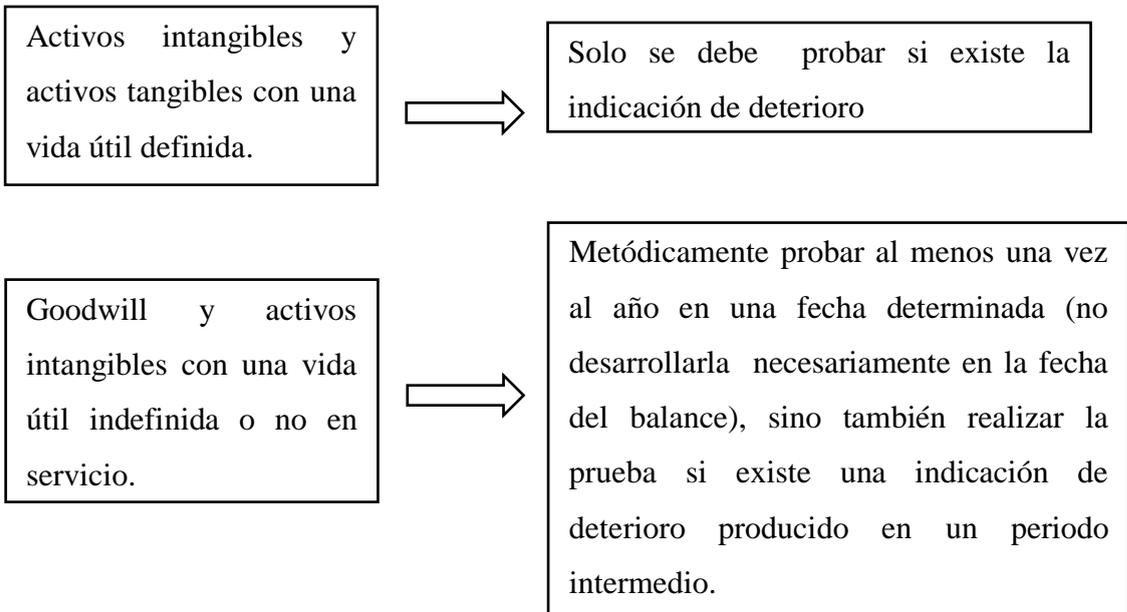 Activos intangibles y
activos tangibles con una
vida útil definida.
Solo se debe probar si existe la
indicación de deterioro
Goodwill y activos
intangibles con una vida
útil indefinida o no en
servicio.
Metódicamente probar al menos una vez
al año en una fecha determinada (no
desarrollarla necesariamente en la fecha
del balance), sino también realizar la
prueba si existe una indicación de
deterioro producido en un periodo
intermedio.